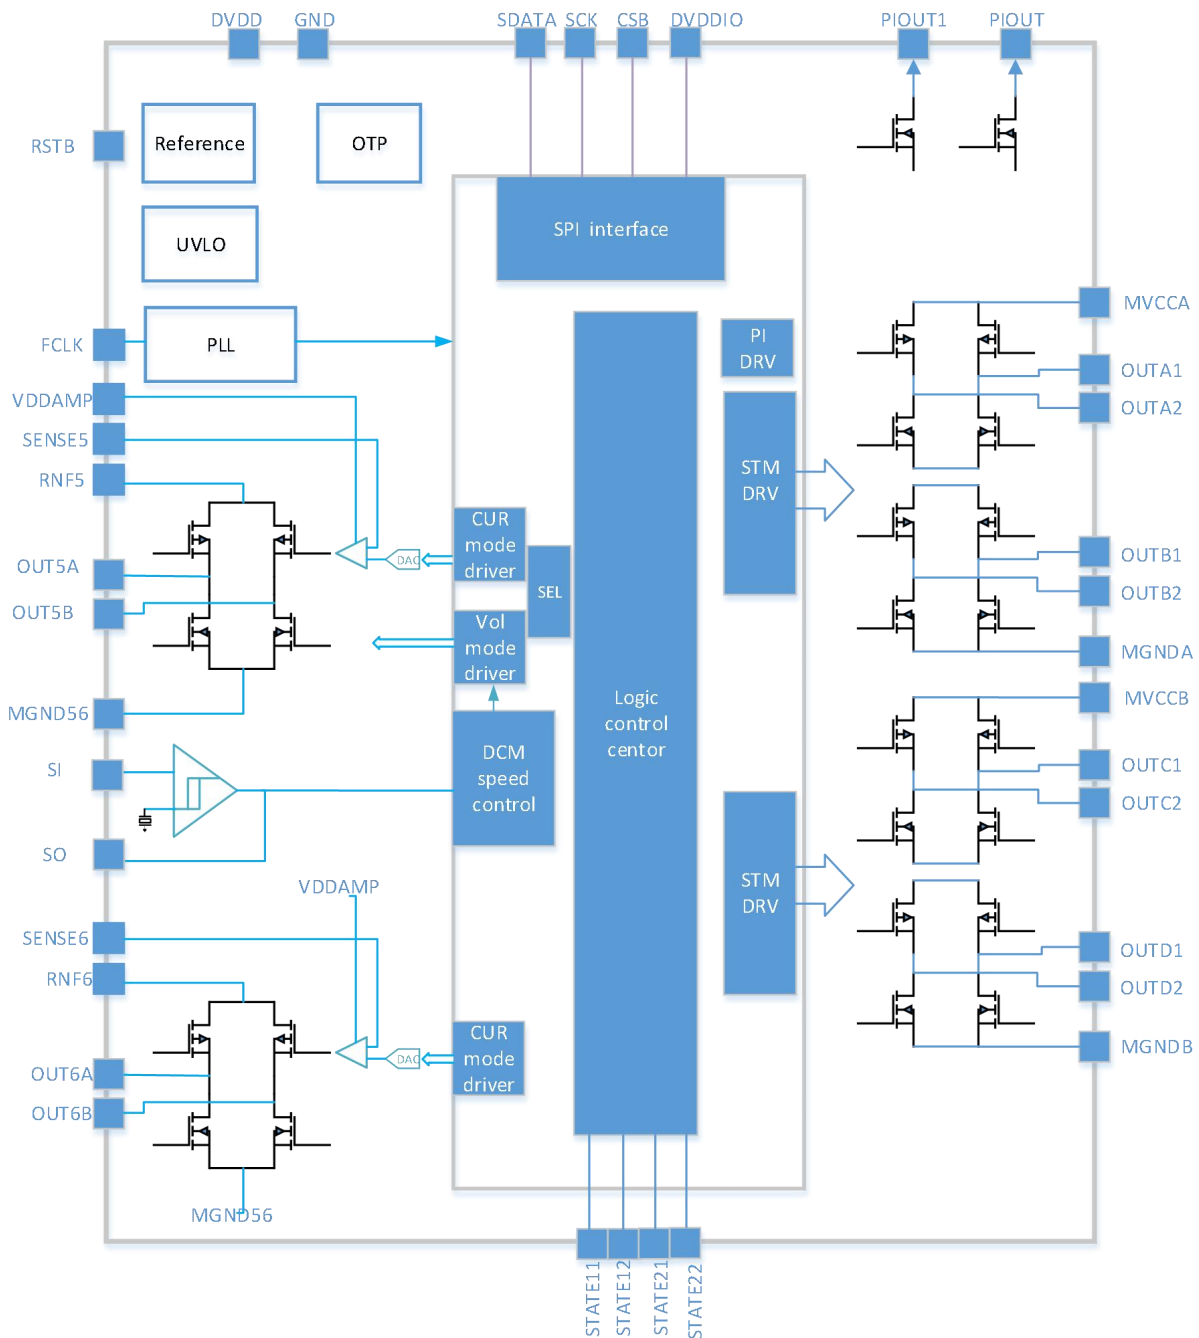 DVDD
GND
SDATA
SCK
CSB
DVDDIO
PIOUT1
PIOUT
RSTB
Reference
OTP
UVLO
SPI interface
FCLK
PLL
VDDAMP
SENSE5
RNF5
OUT5A
OUT5B
MGND56
SI
SO
VDDAMP
SENSE6
RNF6
OUT6A
OUT6B
MGND56
DAC
CUR
mode
driver
SEL
Vol
mode
driver
DCM
speed
control
DAC
CUR
mode
driver
Logic
control
centor
PI
DRV
STM
DRV
STM
DRV
MVCCA
OUTA1
OUTA2
OUTB1
OUTB2
MGNDA
MVCCB
OUTC1
OUTC2
OUTD1
OUTD2
MGNDB
STATE11
STATE12
STATE21
STATE22